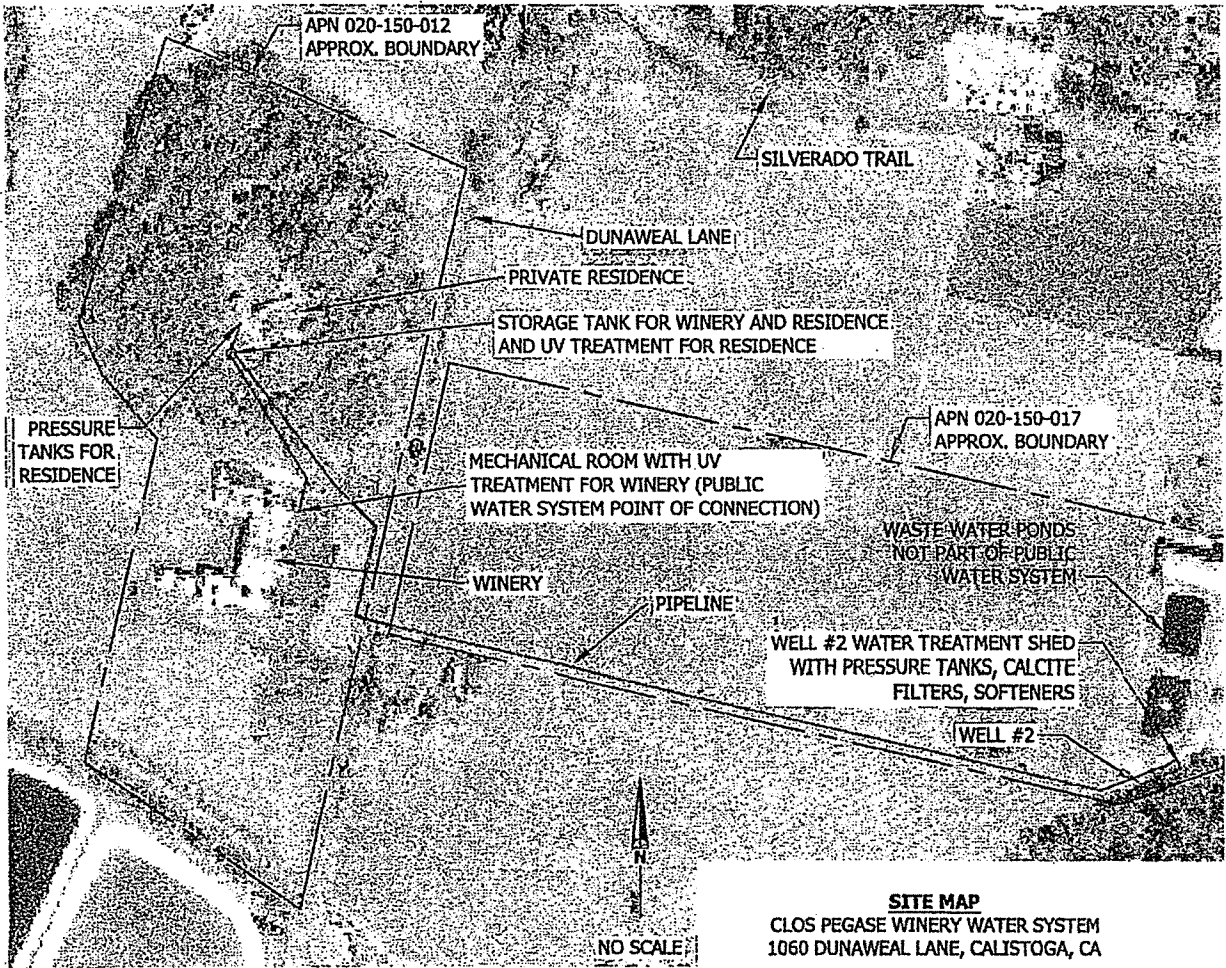 APN 020-150-012
APPROX. BOUNDARY
SILVERADO TRAIL
DUNAWEAL LANE
PRIVATE RESIDENCE
STORAGE TANK FOR WINERY AND RESIDENCE
AND UV TREATMENT FOR RESIDENCE
APN 020-150-017
APPROX. BOUNDARY
PRESSURE
TANKS FOR
RESIDENCE
MECHANICAL ROOM WITH UV
TREATMENT FOR WINERY (PUBLIC
WATER SYSTEM POINT OF CONNECTION)
WASTE WATER PONDS
NOT PART OF PUBLIC
WATER SYSTEM
WINERY
PIPELINE
WELL #2 WATER TREATMENT SHED
WITH PRESSURE TANKS, CALCITE
FILTERS, SOFTENERS
WELL #2
N
NO SCALE
SITE MAP
CLOS PEGASE WINERY WATER SYSTEM
1060 DUNAWEAL LANE, CALISTOGA, CA